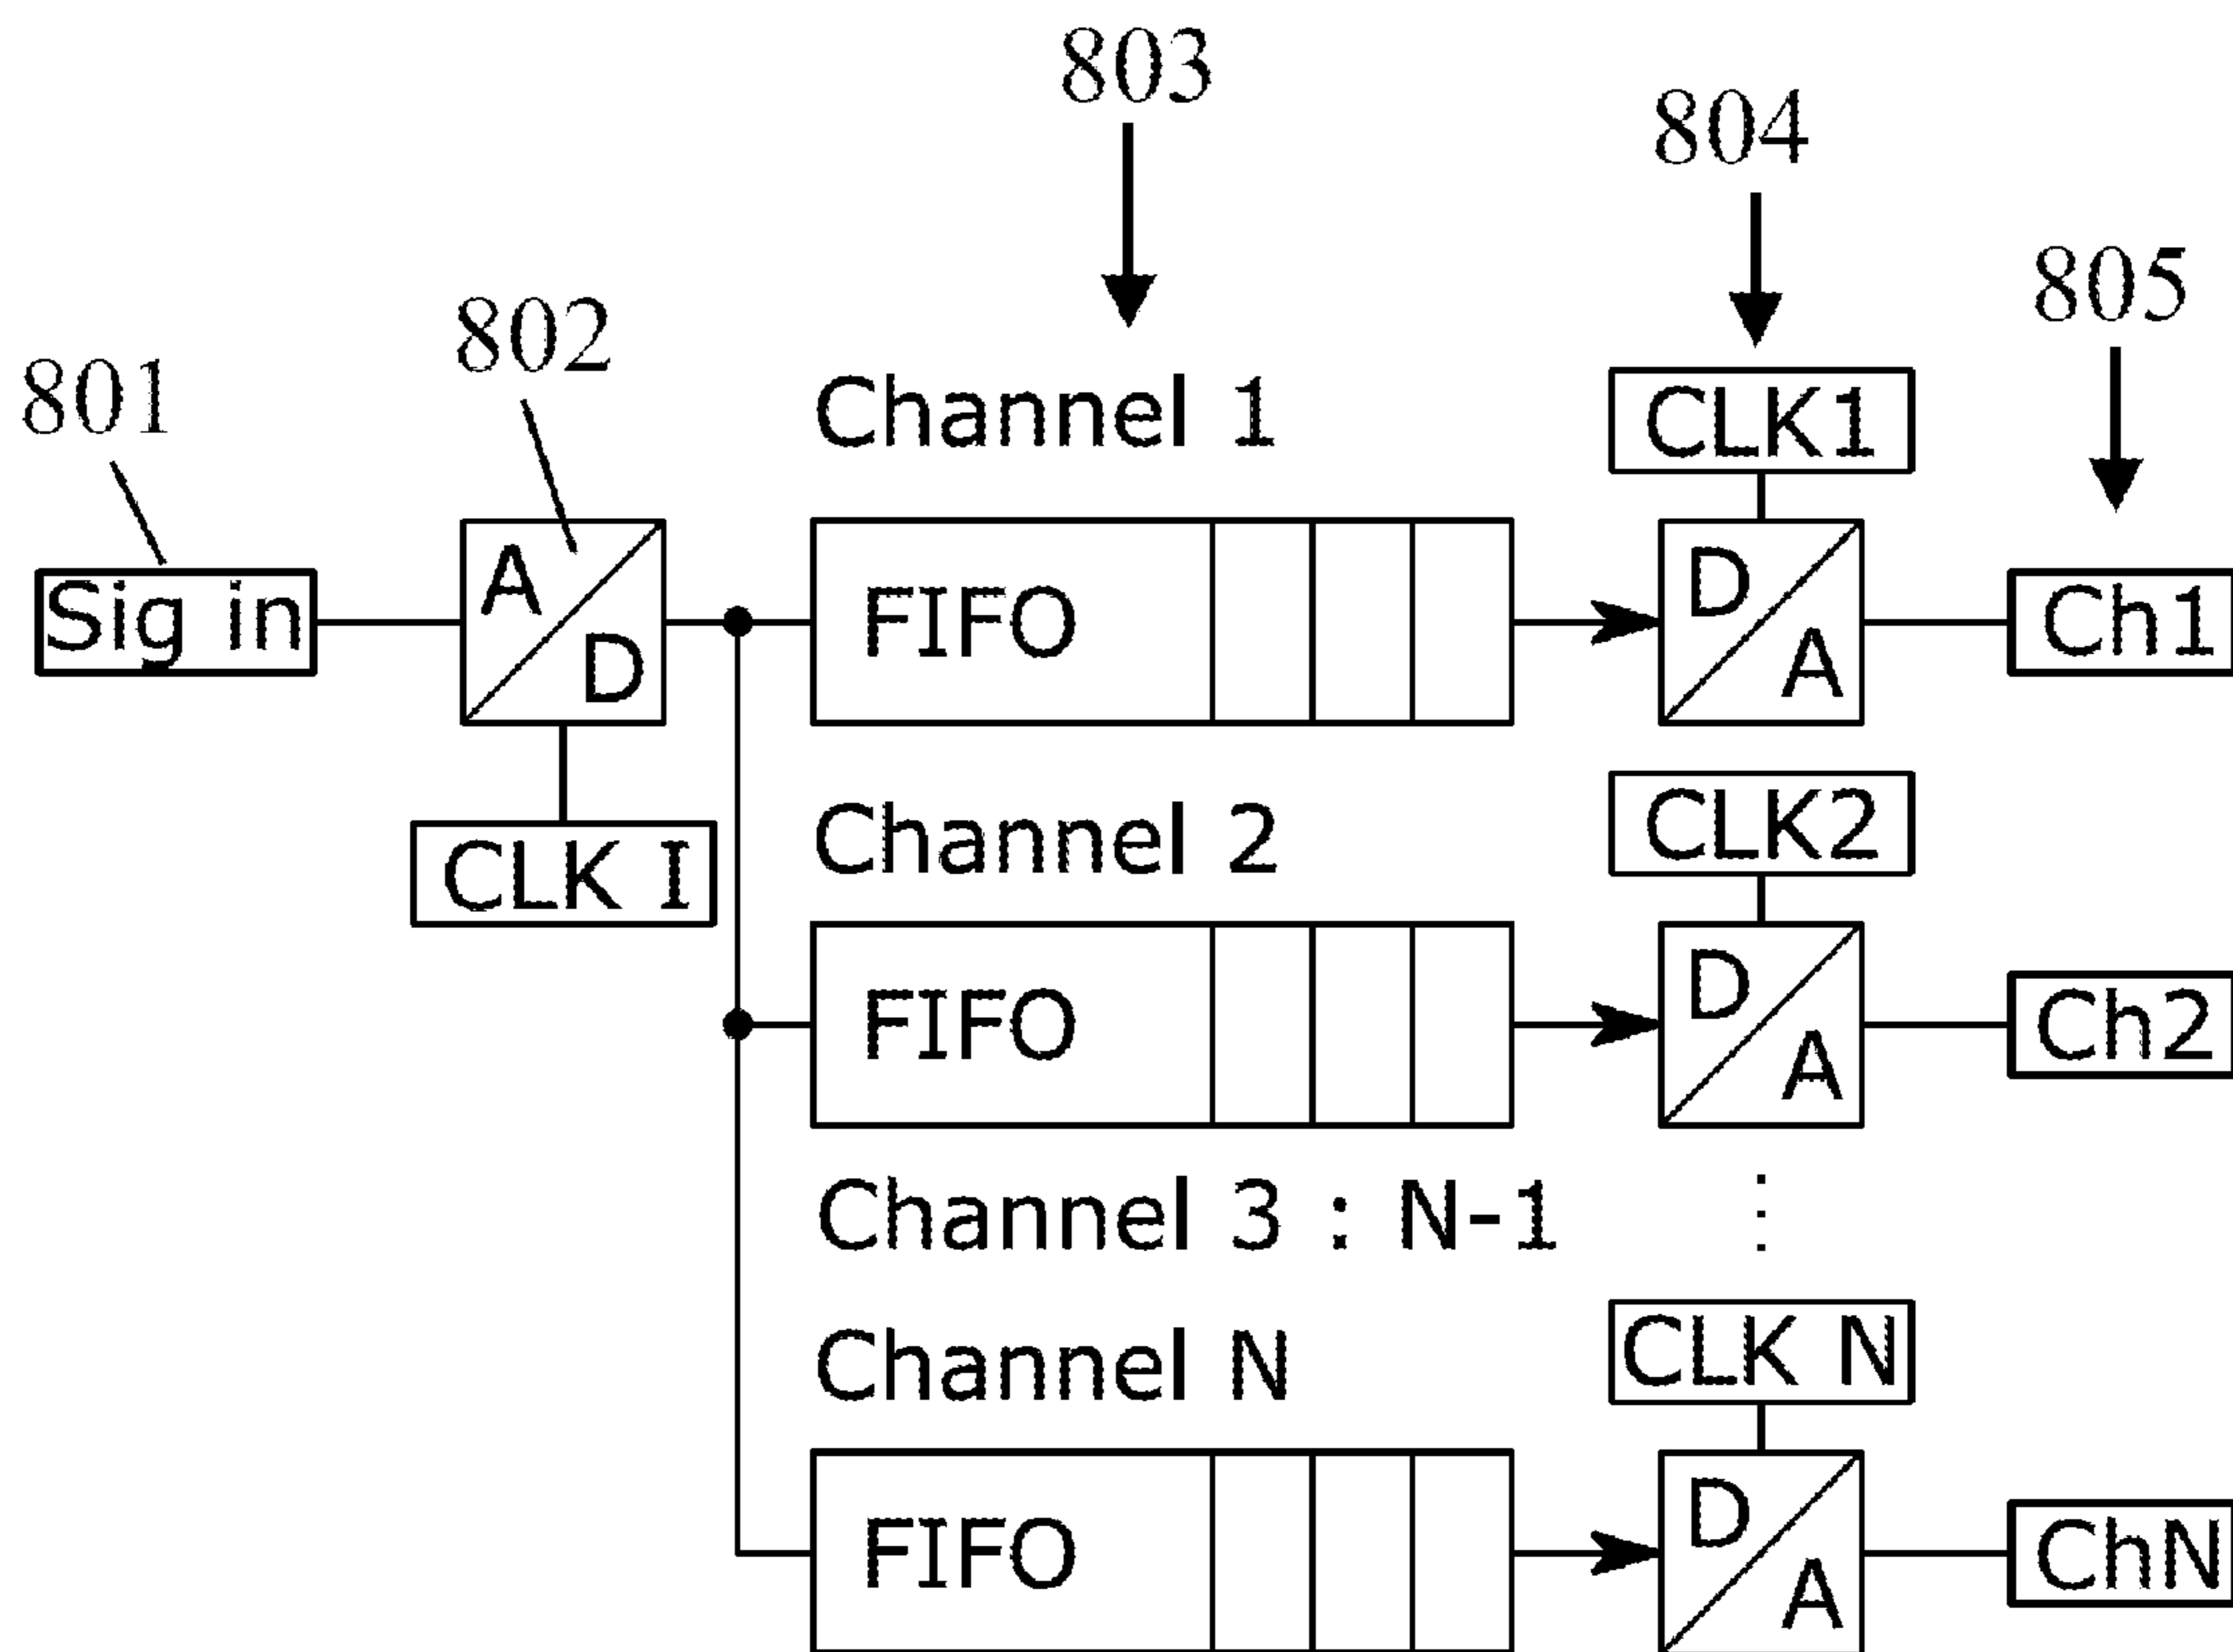 803
804
805
802
801
Channel 1
CLK1
Sig in
A
D
FIFO
D
A
Ch1
CLK I
Channel 2
CLK2
FIFO
D
A
Ch2
Channel 3 : N-1
Channel N
CLK N
FIFO
D
A
ChN